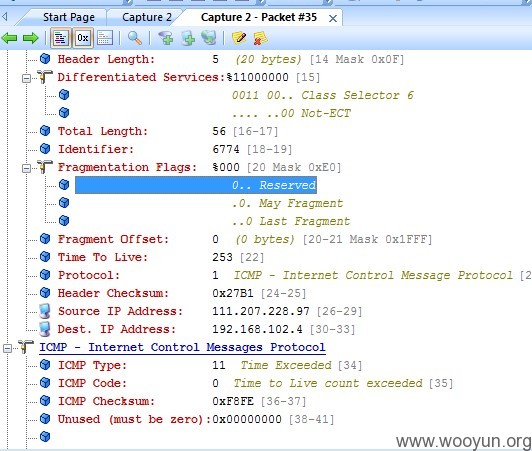 Start Page Capture 2 Capture 2 - Packet #35
Header Length: 5 (20 bytes) [14 Mask 0x0F]
Differentiated Services:%11000000 [15]
0011 00.. Class Selector 6
.... ..00 Not-ECT
Total Length: 56 [16-17]
Identifier: 6774 [18-19]
Fragmentation Flags: %000 [20 Mask 0xE0]
0.. Reserved
.0. May Fragment
..0 Last Fragment
Fragment Offset: 0 (0 bytes) [20-21 Mask 0x1FFF]
Time To Live: 253 [22]
Protocol: 1 ICMP - Internet Control Message Protocol [2
Header Checksum: 0x27B1 [24-25]
Source IP Address: 111.207.228.97 [26-29]
Dest. IP Address: 192.168.102.4 [30-33]
ICMP - Internet Control Messages Protocol
ICMP Type: 11 Time Exceeded [34]
ICMP Code: 0 Time to Live count exceeded [35]
ICMP Checksum: 0xF8FE [36-37]
Unused (must be zero):0x00000000 [38-41]
www.wooyun.org